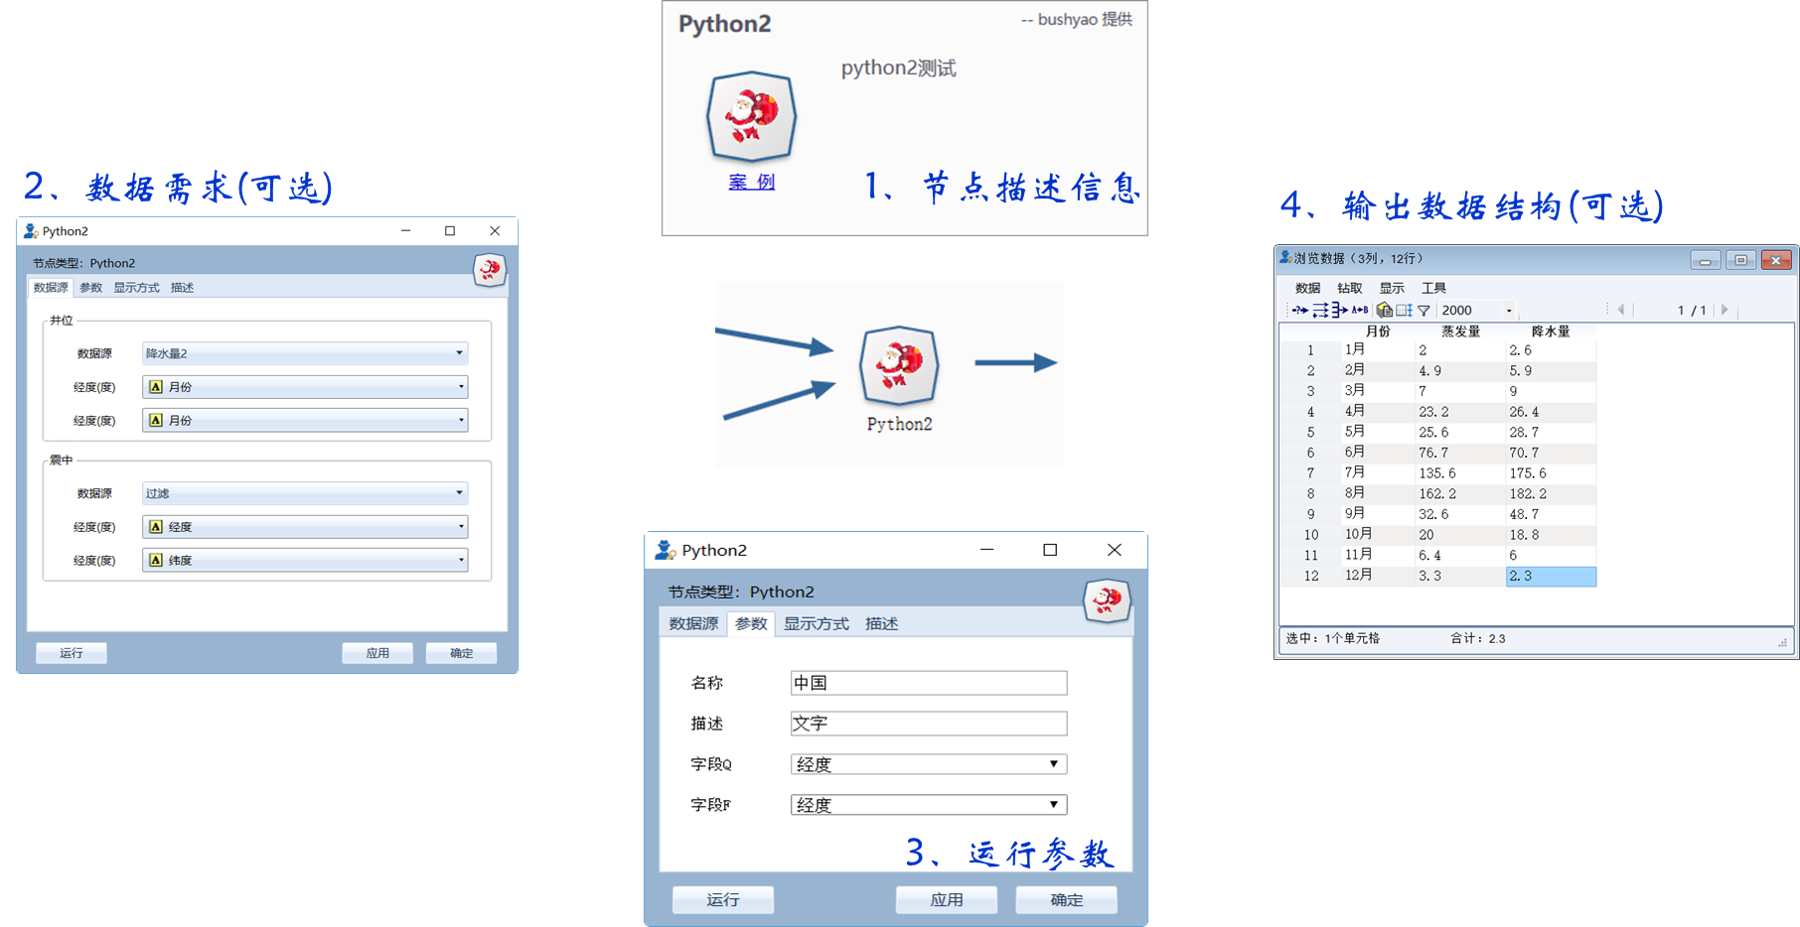 Python2
-- bushyao 提供
python2测试
案 例
1、节点描述信息
2、数据需求(可选)
Python2
节点类型：Python2
数据源 参数 显示方式 描述
井位
数据源 降水量2
经度(度) A 月份
经度(度) A 月份
震中
数据源 过滤
经度(度) A 经度
经度(度) A 纬度
运行 应用 确定
Python2
Python2
节点类型：Python2
数据源 参数 显示方式 描述
名称 中国
描述 文字
字段Q 经度
字段F 经度
3、运行参数
运行 应用 确定
4、输出数据结构(可选)
浏览数据（3列，12行）
数据 钻取 显示 工具
A+B 2000 1 / 1
月份 蒸发量 降水量
1 1月 2 2.6
2 2月 4.9 5.9
3 3月 7 9
4 4月 23.2 26.4
5 5月 25.6 28.7
6 6月 76.7 70.7
7 7月 135.6 175.6
8 8月 162.2 182.2
9 9月 32.6 48.7
10 10月 20 18.8
11 11月 6.4 6
12 12月 3.3 2.3
选中：1个单元格 合计：2.3